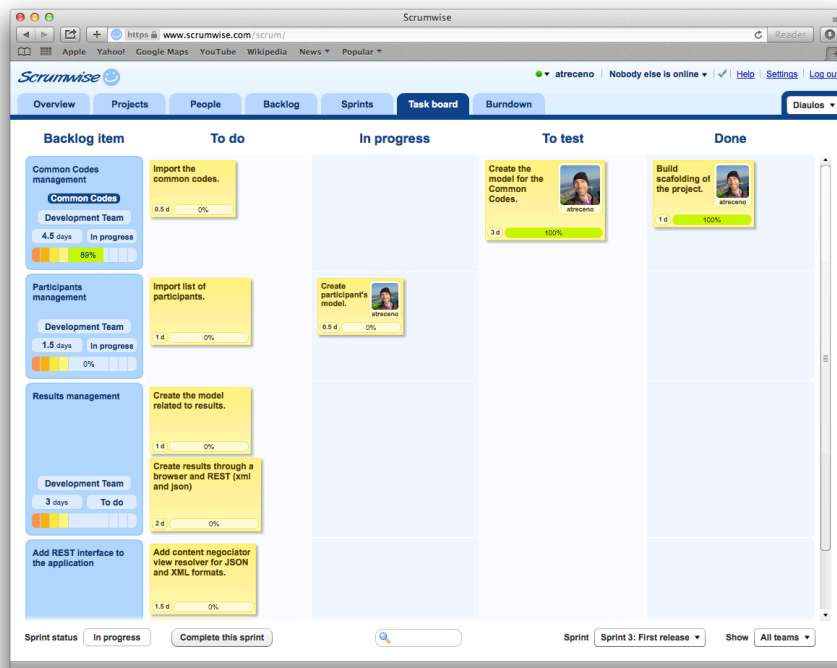 Scrumwise
https www.scrumwise.com/scrum/
Reader
Apple Yahoo! Google Maps YouTube Wikipedia News Popular
Scrumwise
atreceno Nobody else is online Help Settings Log out
Overview Projects People Backlog Sprints Task board Burndown
Diaulos
Backlog item To do In progress To test Done
Common Codes
management
Common Codes
Development Team
4.5 days In progress
89%
Import the
common codes.
0.5 d 0%
Create the
model for the
Common
Codes.
atreceno
3 d 100%
Build
scafolding of
the project.
atreceno
1 d 100%
Participants
management
Development Team
1.5 days In progress
0%
Import list of
participants.
1 d 0%
Create
participant's
model.
atreceno
0.5 d 0%
Results management
Development Team
3 days To do
Create the model
related to results.
1 d 0%
Create results through a
browser and REST (xml
and json)
2 d 0%
Add REST interface to
the application
Add content negociator
view resolver for JSON
and XML formats.
1.5 d 0%
Sprint status In progress Complete this sprint Sprint Sprint 3: First release Show All teams